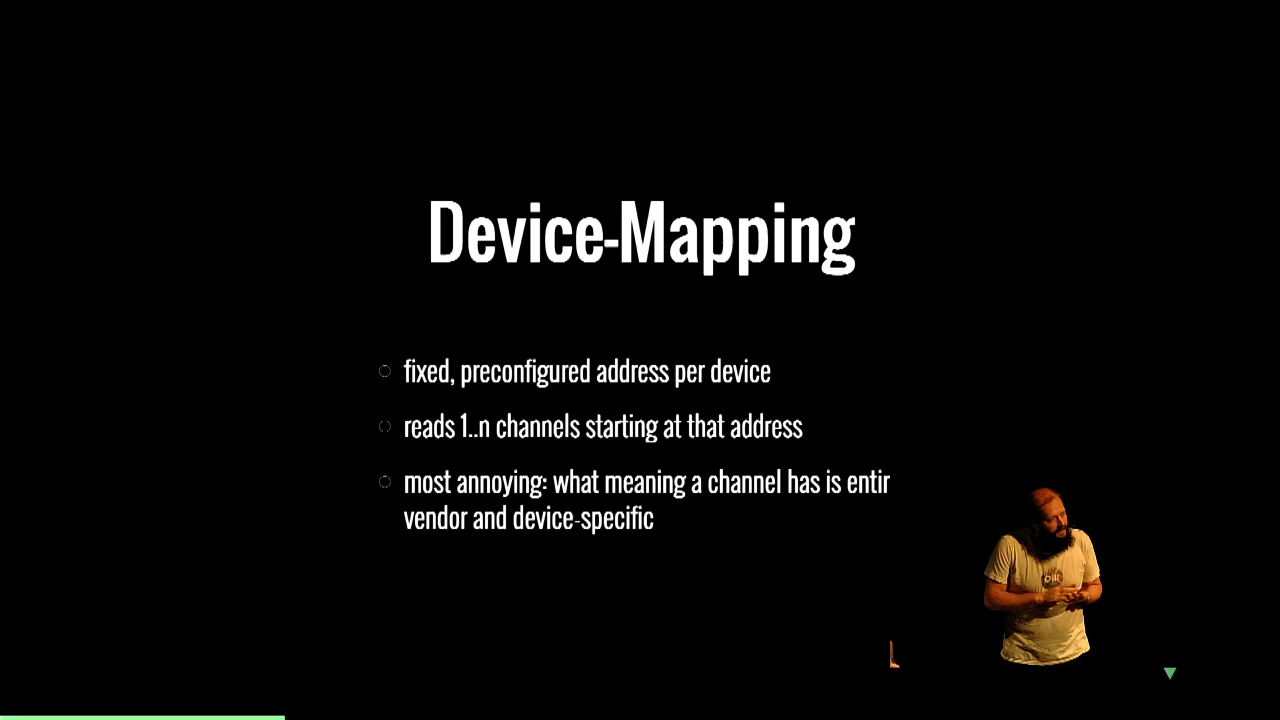 Device-Mapping
fixed, preconfigured address per device
reads 1..n channels starting at that address
most annoying: what meaning a channel has is entir
vendor and device-specific